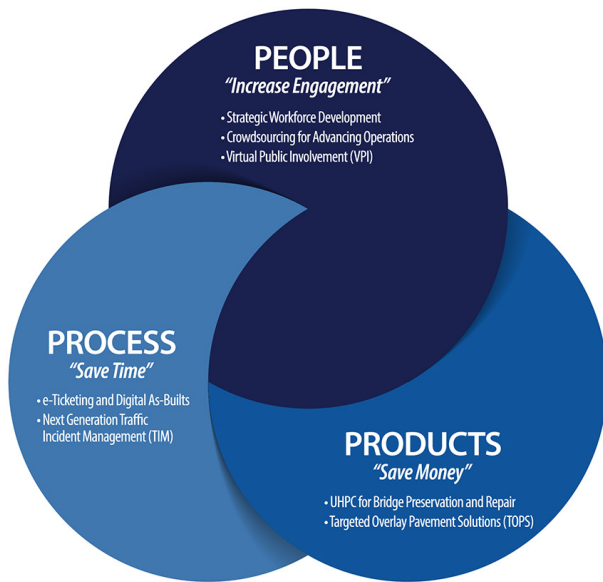 PEOPLE
“Increase Engagement”
• Strategic Workforce Development
• Crowdsourcing for Advancing Operations
• Virtual Public Involvement (VPI)
PROCESS
“Save Time”
• e-Ticketing and Digital As-Builts
• Next Generation Traffic
Incident Management (TIM)
PRODUCTS
“Save Money”
• UHPC for Bridge Preservation and Repair
• Targeted Overlay Pavement Solutions (TOPS)